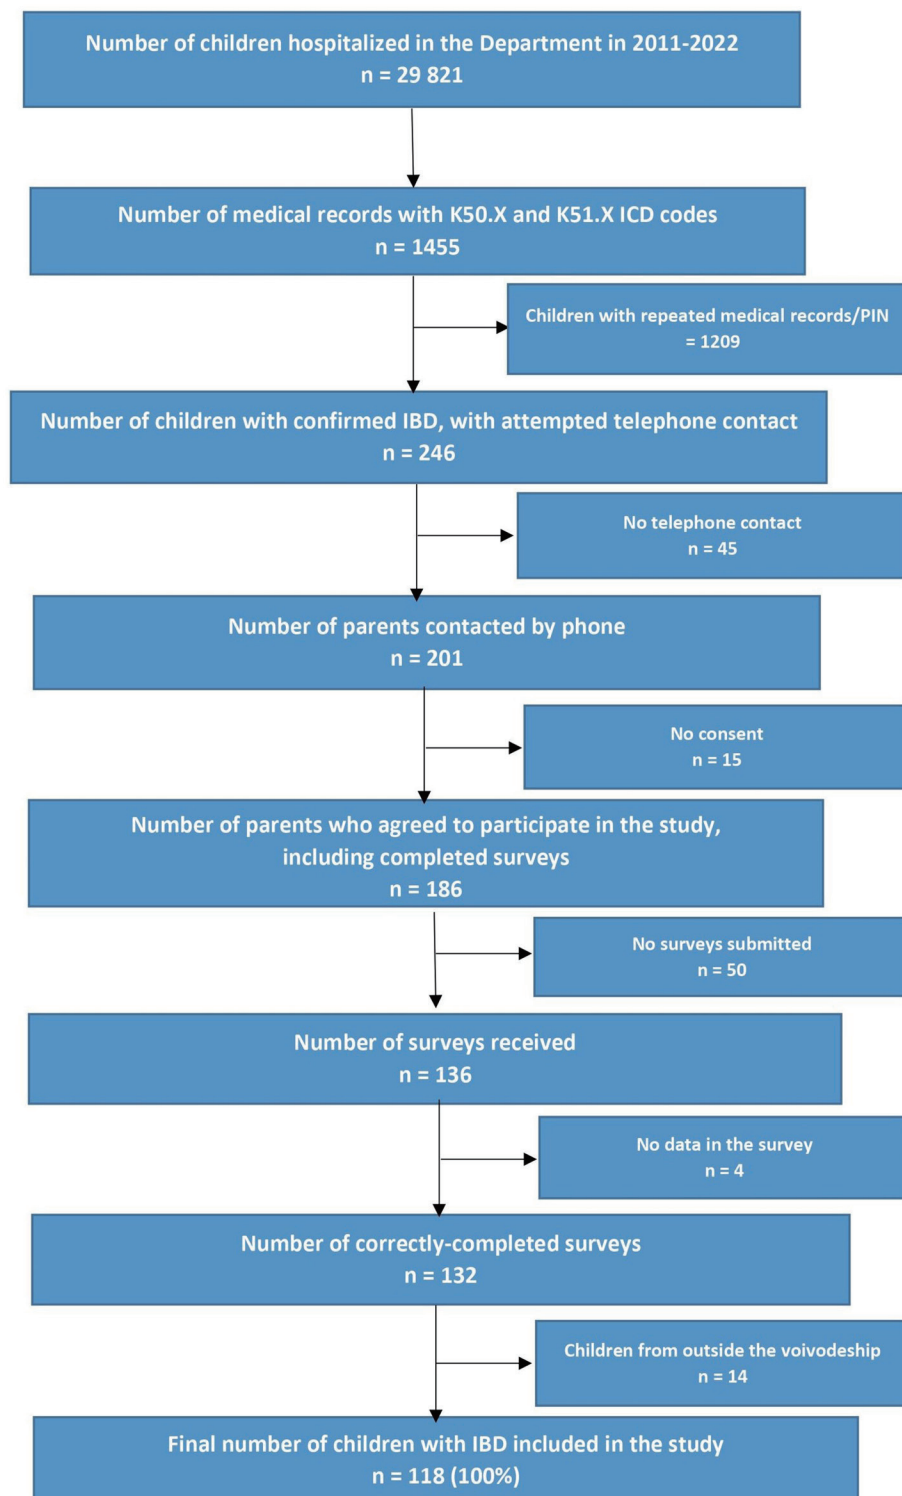 Number of children hospitalized in the Department in 2011-2022
n = 29 821
Number of medical records with K50.X and K51.X ICD codes
n = 1455
Children with repeated medical records/PIN
= 1209
Number of children with confirmed IBD, with attempted telephone contact
n = 246
No telephone contact
n = 45
Number of parents contacted by phone
n = 201
No consent
n = 15
Number of parents who agreed to participate in the study,
including completed surveys
n = 186
No surveys submitted
n = 50
Number of surveys received
n = 136
No data in the survey
n = 4
Number of correctly-completed surveys
n = 132
Children from outside the voivodeship
n = 14
Final number of children with IBD included in the study
n = 118 (100%)